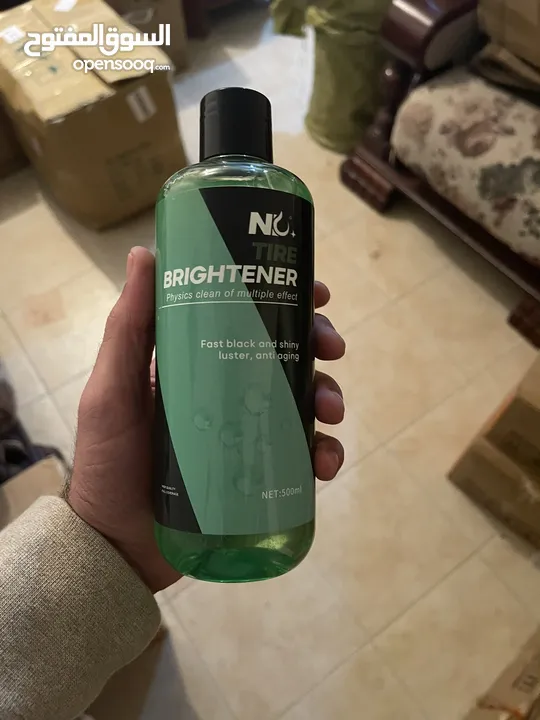 السوق المفتوح
opensooq.com
TIRE
BRIGHTENER
Physics clean of multiple effect
Fast black and shiny
luster, anti aging
NET:500ml